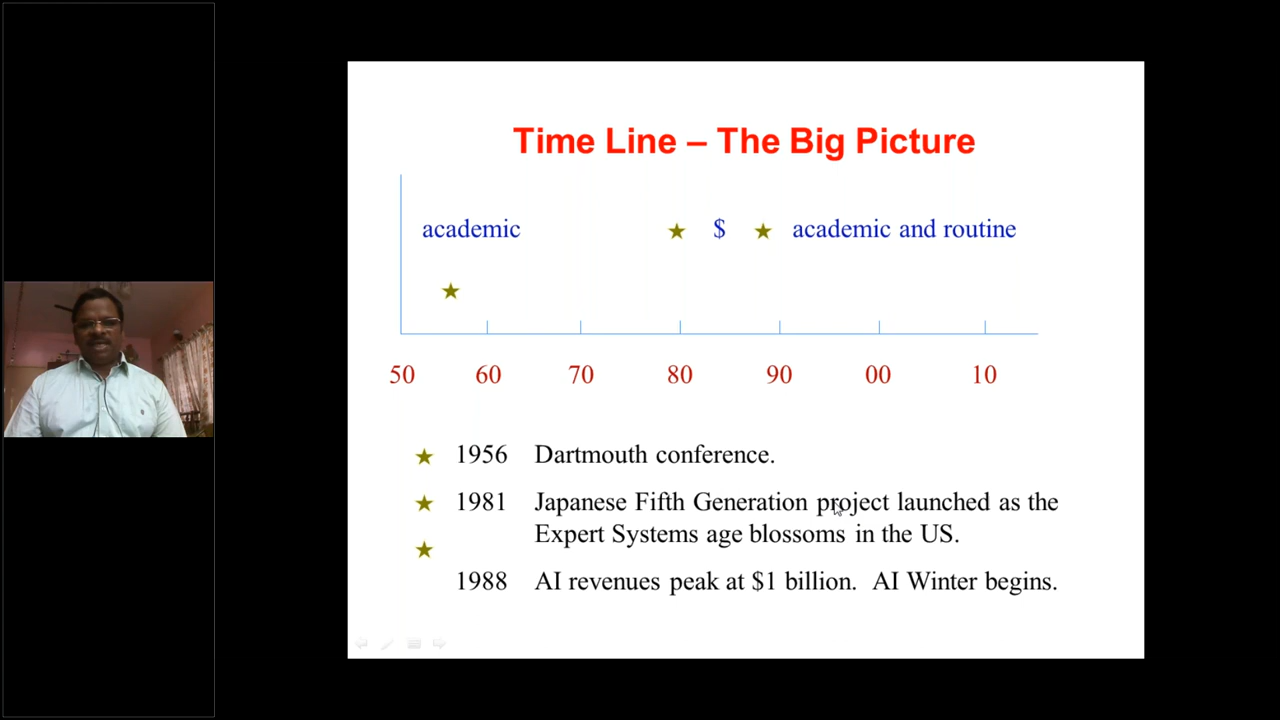 Time Line – The Big Picture
academic ★ $ ★ academic and routine
★
50 60 70 80 90 00 10
★ 1956 Dartmouth conference.
★ 1981 Japanese Fifth Generation project launched as the
Expert Systems age blossoms in the US.
★
1988 AI revenues peak at $1 billion. AI Winter begins.